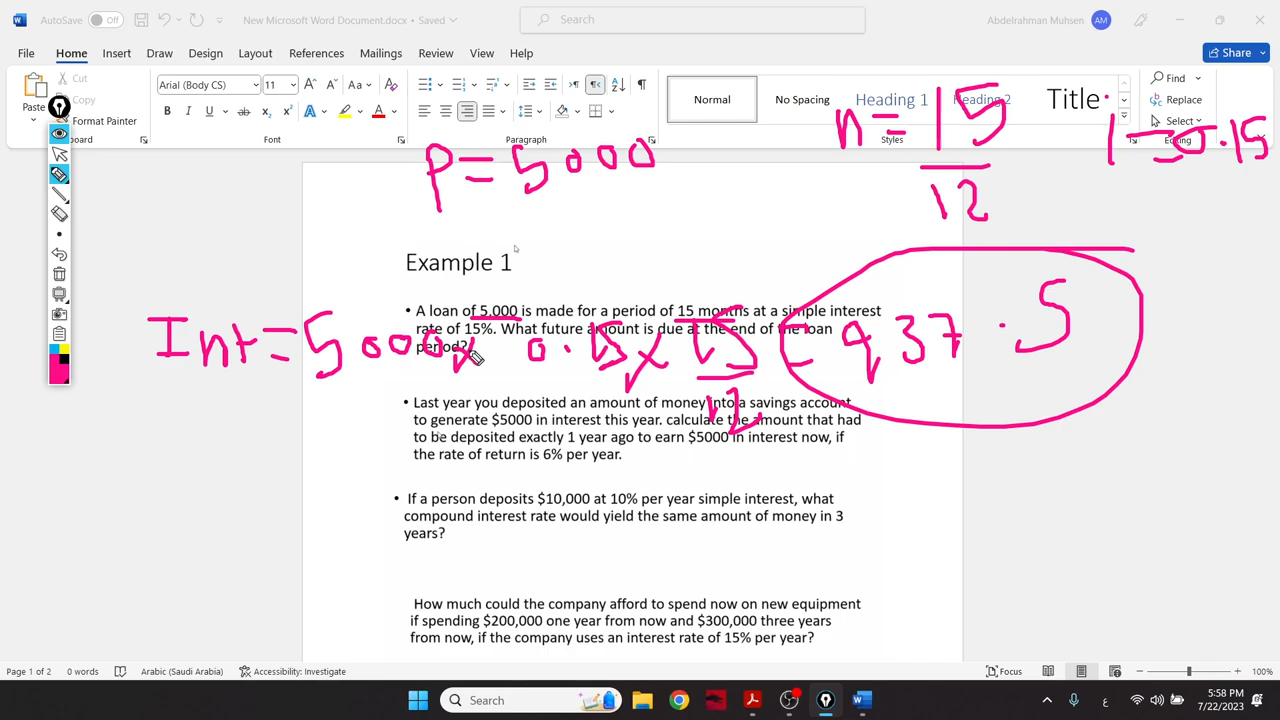 AutoSave Off New Microsoft Word Document.docx • Saved Search Abdelrahman Muhsen AM
File Home Insert Draw Design Layout References Mailings Review View Help Share
Paste Cut Copy Format Painter
Arial (Body CS) 11 Aa
Normal No Spacing Heading 1 Heading 2 Title
Find Replace Select
Font Paragraph Styles Editing
n = 15
12
i = 0.15
P = 5000
Example 1
• A loan of 5,000 is made for a period of 15 months at a simple interest
rate of 15%. What future amount is due at the end of the loan
period?
Int = 5000 x 0.15 x 15 = 937.5
12
• Last year you deposited an amount of money into a savings account
to generate $5000 in interest this year. calculate the amount that had
to be deposited exactly 1 year ago to earn $5000 in interest now, if
the rate of return is 6% per year.
• If a person deposits $10,000 at 10% per year simple interest, what
compound interest rate would yield the same amount of money in 3
years?
How much could the company afford to spend now on new equipment
if spending $200,000 one year from now and $300,000 three years
from now, if the company uses an interest rate of 15% per year?
Page 1 of 2 0 words Arabic (Saudi Arabia) Accessibility: Investigate Focus 100%
Search ع 5:58 PM
7/22/2023